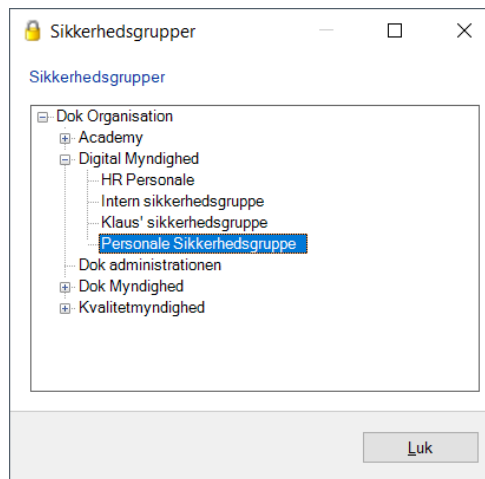 Sikkerhedsgrupper
Sikkerhedsgrupper
Dok Organisation
Academy
Digital Myndighed
HR Personale
Intern sikkerhedsgruppe
Klaus' sikkerhedsgruppe
Personale Sikkerhedsgruppe
Dok administrationen
Dok Myndighed
Kvalitetmyndighed
Luk